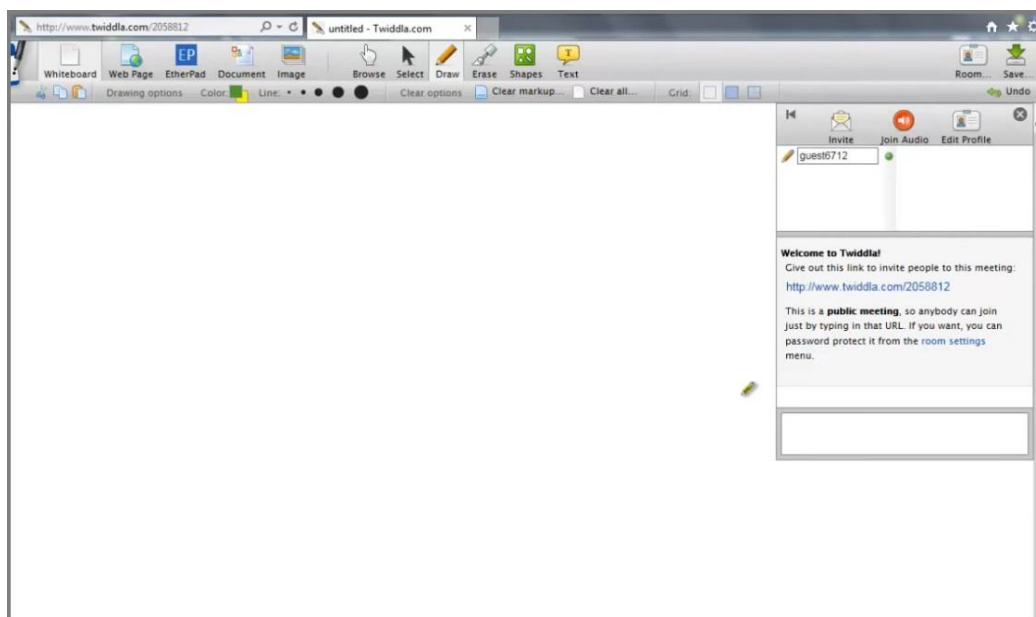 http://www.twiddla.com/2058812
untitled - Twiddla.com
Whiteboard Web Page EtherPad Document Image Browse Select Draw Erase Shapes Text Room... Save...
EP
T
Drawing options Color: Line: Clear options Clear markup... Clear all... Grid: Undo
Invite Join Audio Edit Profile
guest6712
Welcome to Twiddla!
Give out this link to invite people to this meeting:
http://www.twiddla.com/2058812
This is a public meeting, so anybody can join
just by typing in that URL. If you want, you can
password protect it from the room settings
menu.